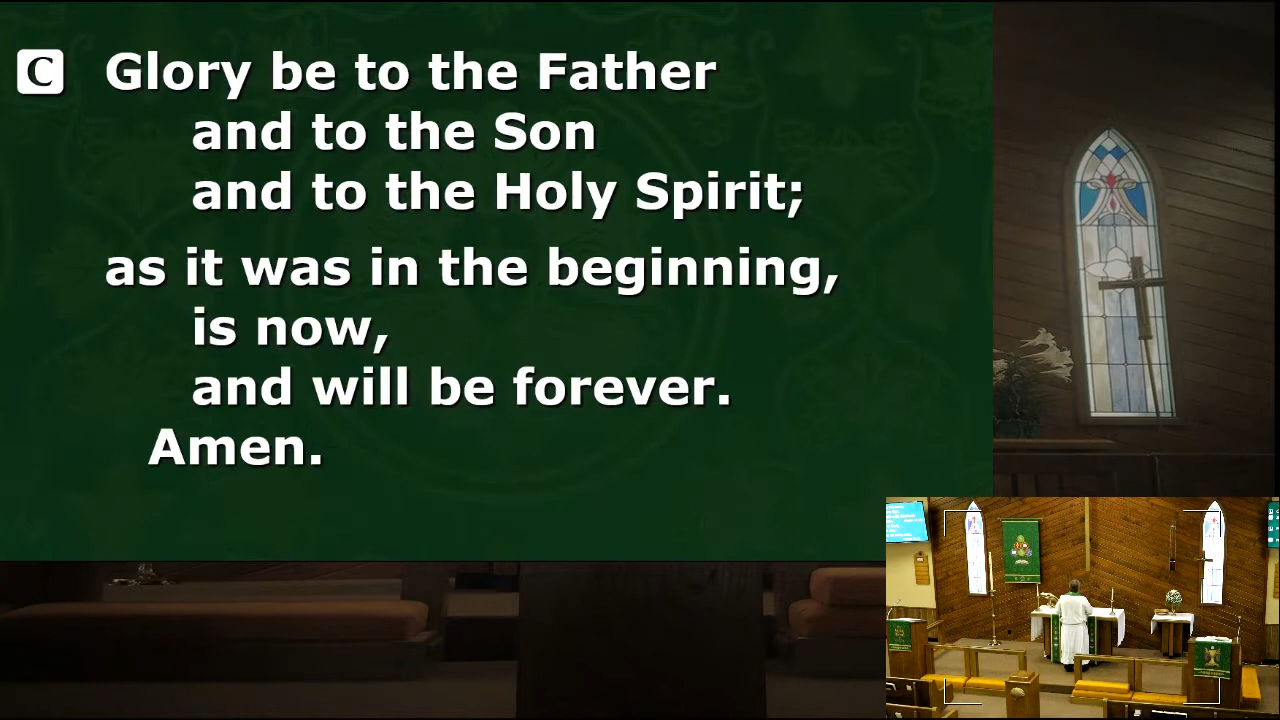 C Glory be to the Father
and to the Son
and to the Holy Spirit;
as it was in the beginning,
is now,
and will be forever.
Amen.